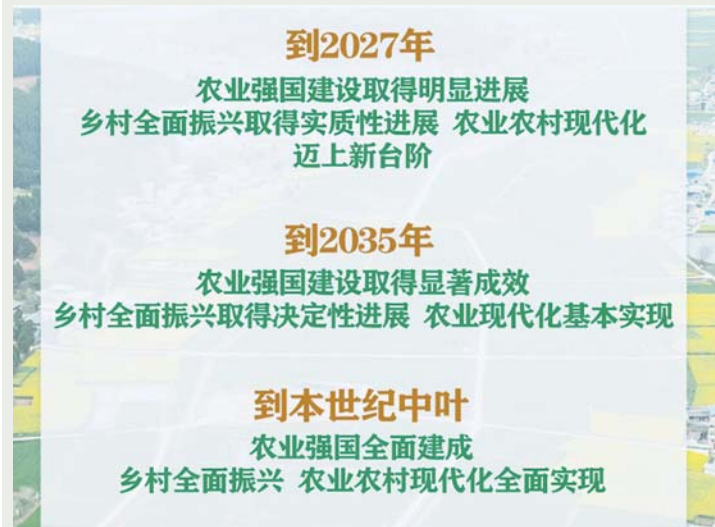 到2027年
农业强国建设取得明显进展
乡村全面振兴取得实质性进展 农业农村现代化
迈上新台阶
到2035年
农业强国建设取得显著成效
乡村全面振兴取得决定性进展 农业现代化基本实现
到本世纪中叶
农业强国全面建成
乡村全面振兴 农业农村现代化全面实现